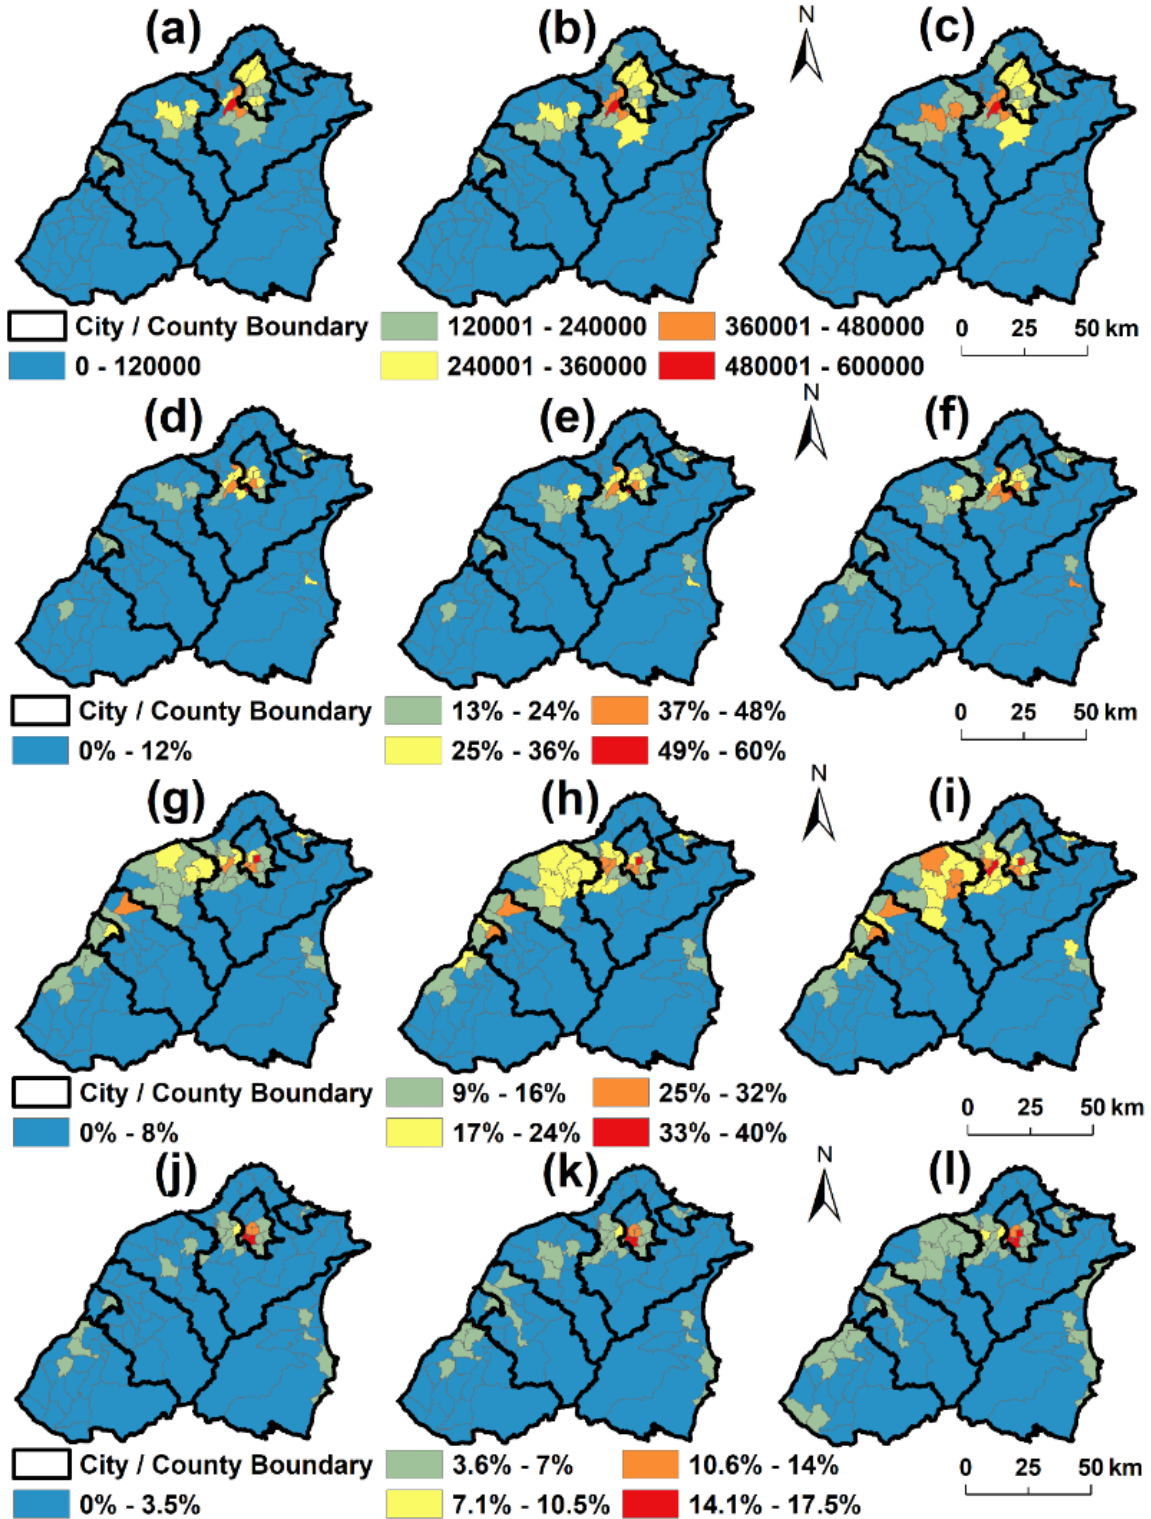 (a) (b) (c) N
City / County Boundary 120001 - 240000 360001 - 480000 0 25 50 km
0 - 120000 240001 - 360000 480001 - 600000
(d) (e) (f) N
City / County Boundary 13% - 24% 37% - 48% 0 25 50 km
0% - 12% 25% - 36% 49% - 60%
(g) (h) (i) N
City / County Boundary 9% - 16% 25% - 32% 0 25 50 km
0% - 8% 17% - 24% 33% - 40%
(j) (k) (l) N
City / County Boundary 3.6% - 7% 10.6% - 14% 0 25 50 km
0% - 3.5% 7.1% - 10.5% 14.1% - 17.5%